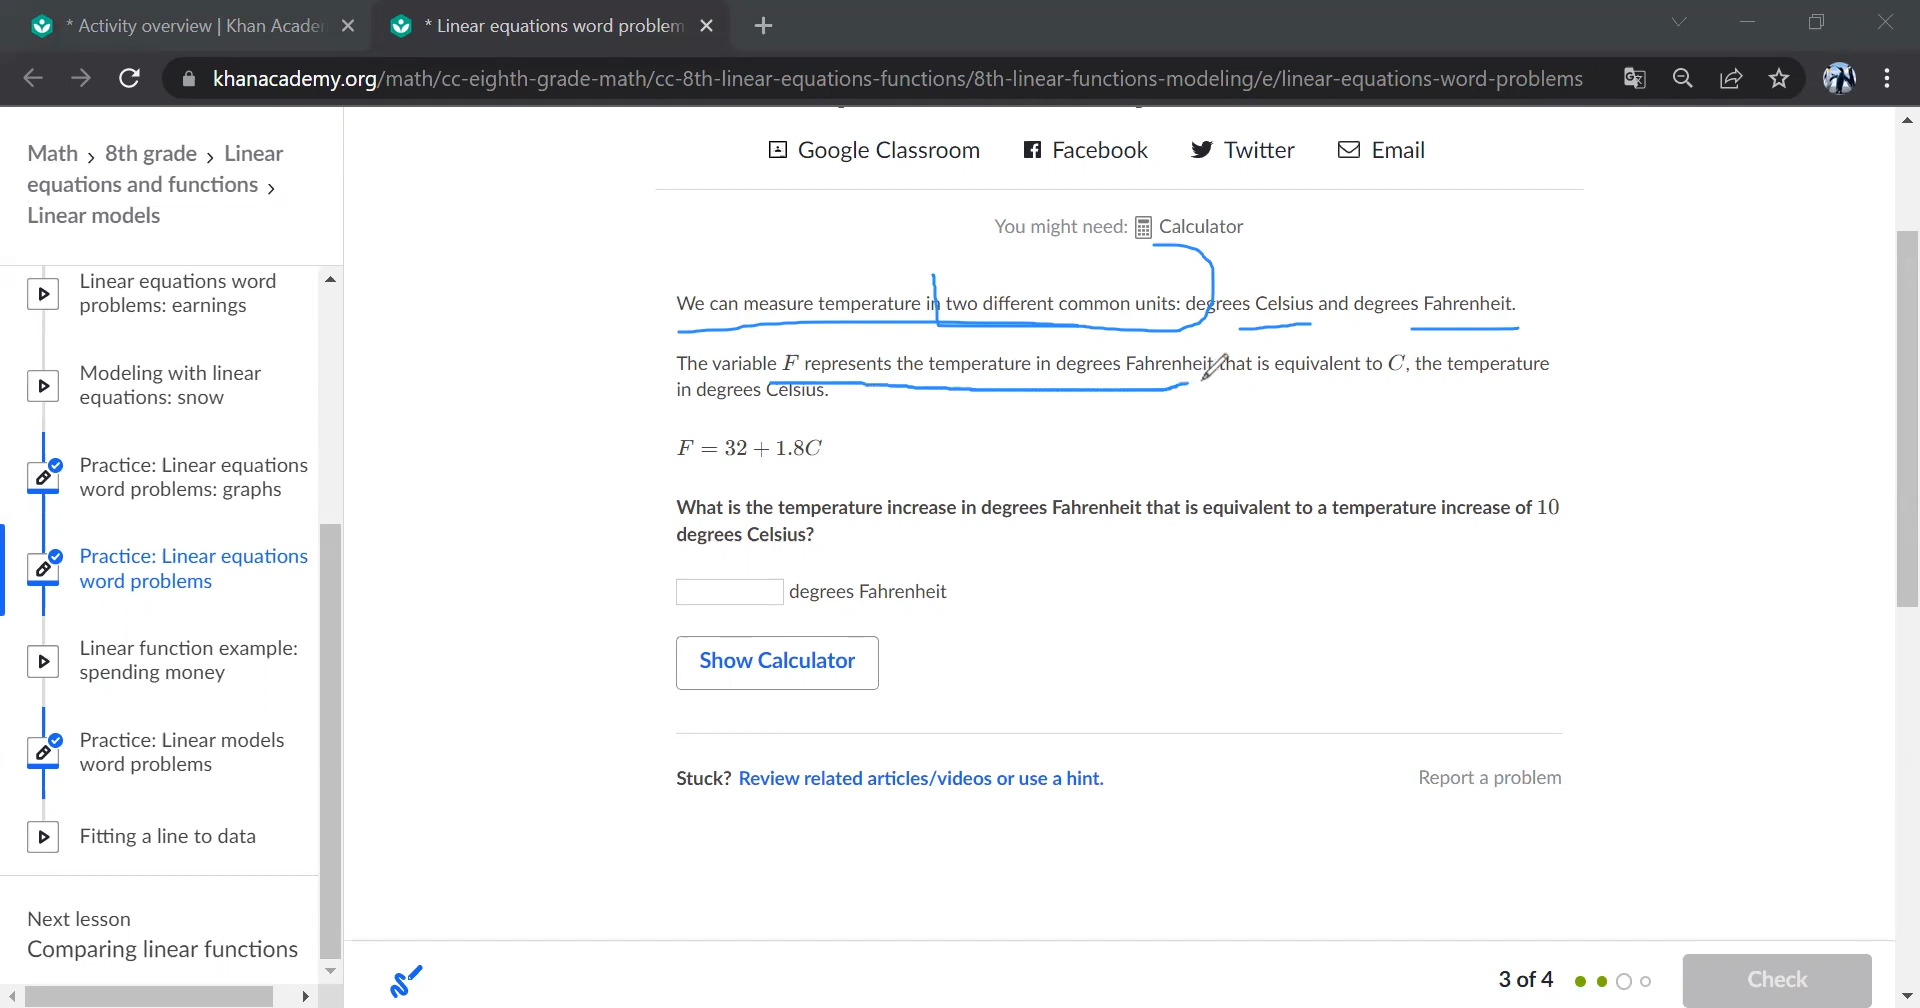 * Activity overview | Khan Acade
* Linear equations word problem
khanacademy.org/math/cc-eighth-grade-math/cc-8th-linear-equations-functions/8th-linear-functions-modeling/e/linear-equations-word-problems
Math > 8th grade > Linear
equations and functions >
Linear models
Linear equations word
problems: earnings
Modeling with linear
equations: snow
Practice: Linear equations
word problems: graphs
Practice: Linear equations
word problems
Linear function example:
spending money
Practice: Linear models
word problems
Fitting a line to data
Next lesson
Comparing linear functions
Google Classroom
Facebook
Twitter
Email
You might need: Calculator
We can measure temperature in two different common units: degrees Celsius and degrees Fahrenheit.
The variable F represents the temperature in degrees Fahrenheit that is equivalent to C, the temperature
in degrees Celsius.
F = 32 + 1.8C
What is the temperature increase in degrees Fahrenheit that is equivalent to a temperature increase of 10
degrees Celsius?
degrees Fahrenheit
Show Calculator
Stuck? Review related articles/videos or use a hint.
Report a problem
3 of 4
Check